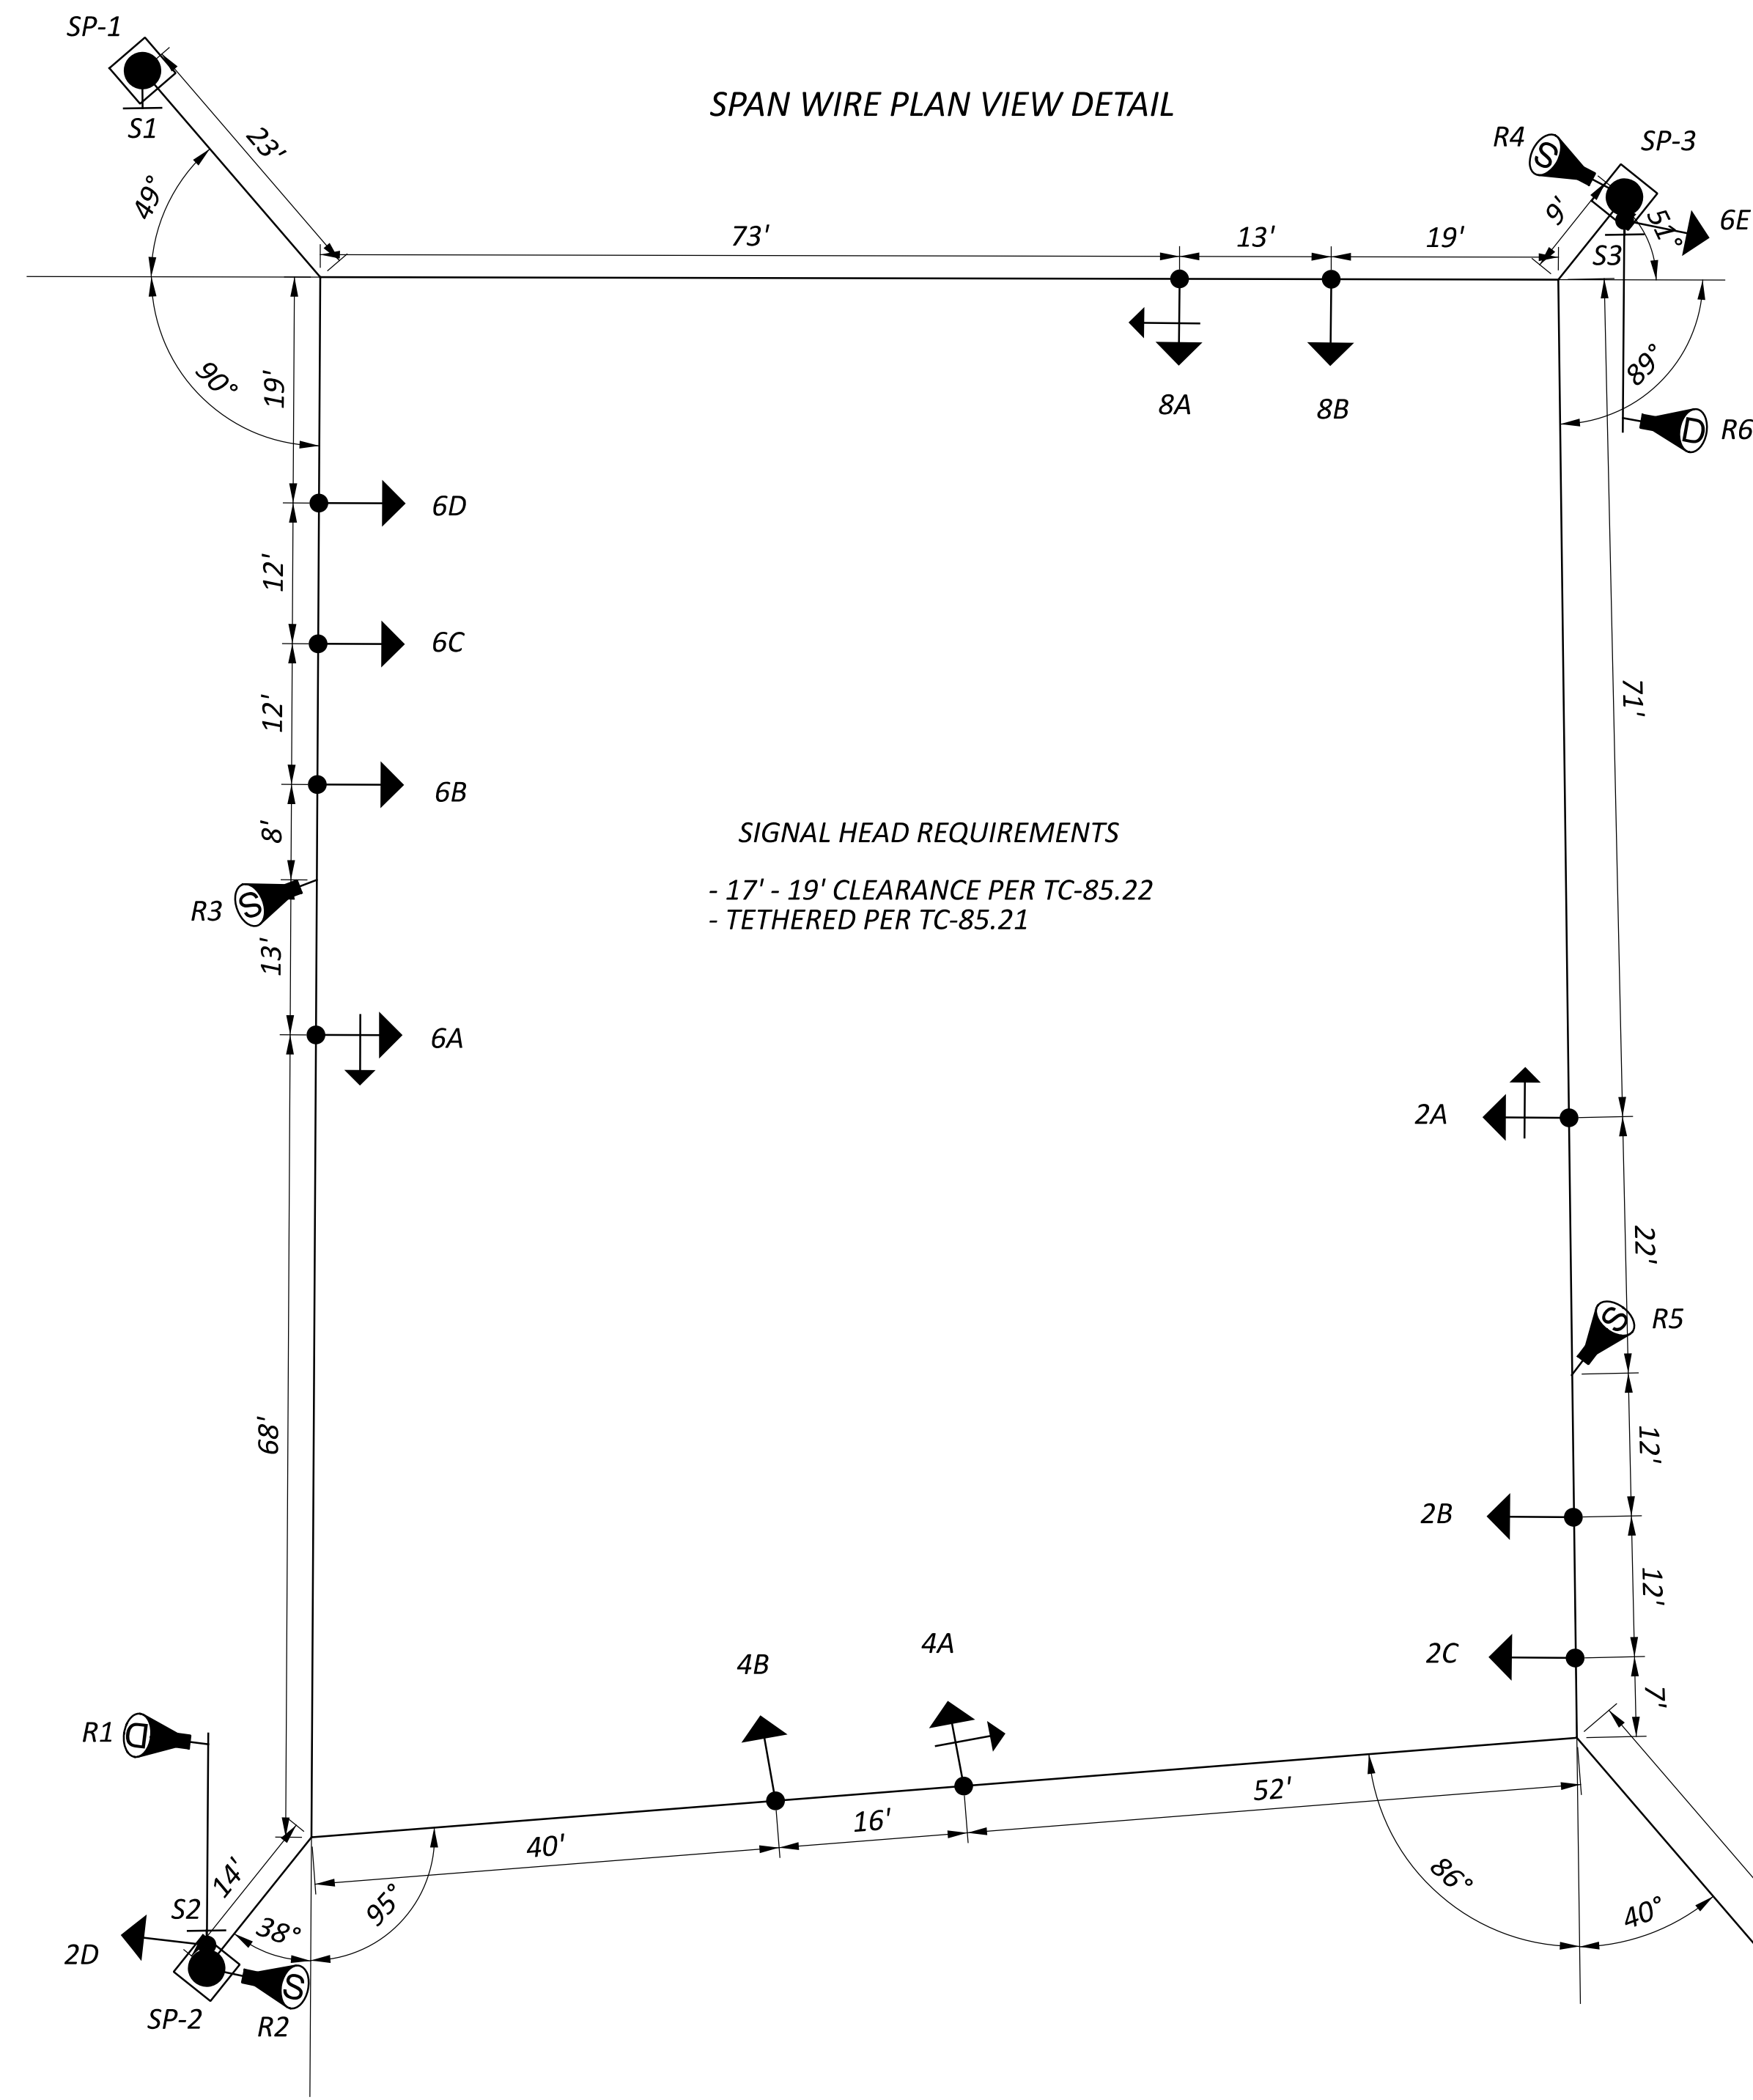 SP-1
SPAN WIRE PLAN VIEW DETAIL
S1
23'
49°
R4
S
SP-3
9'
51°
6E
S3
73'
13'
19'
90°
19'
8A
8B
89°
D
R6
6D
12'
6C
12'
71'
6B
8'
SIGNAL HEAD REQUIREMENTS
- 17' - 19' CLEARANCE PER TC-85.22
- TETHERED PER TC-85.21
R3
S
13'
6A
2A
22'
S
R5
68'
12'
2B
12'
4A
2C
4B
7'
R1
D
52'
16'
40'
14'
86°
95°
40°
S2
38°
2D
S
SP-2
R2